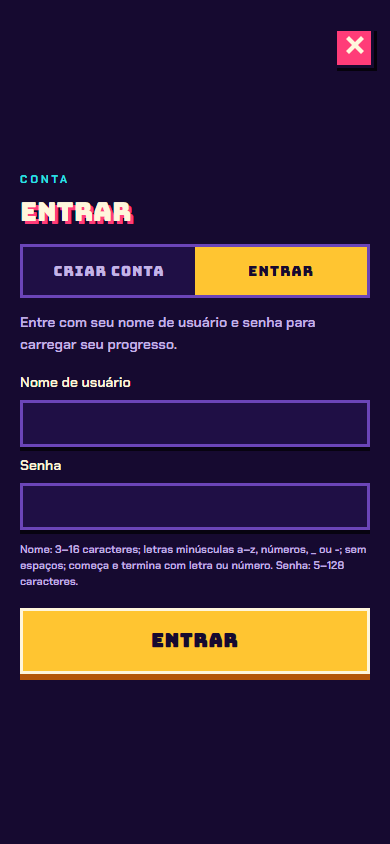 ×
CONTA
ENTRAR
CRIAR CONTA
ENTRAR
Entre com seu nome de usuário e senha para
carregar seu progresso.
Nome de usuário
Senha
Nome: 3–16 caracteres; letras minúsculas a–z, números, _ ou -; sem
espaços; começa e termina com letra ou número. Senha: 5–128
caracteres.
ENTRAR